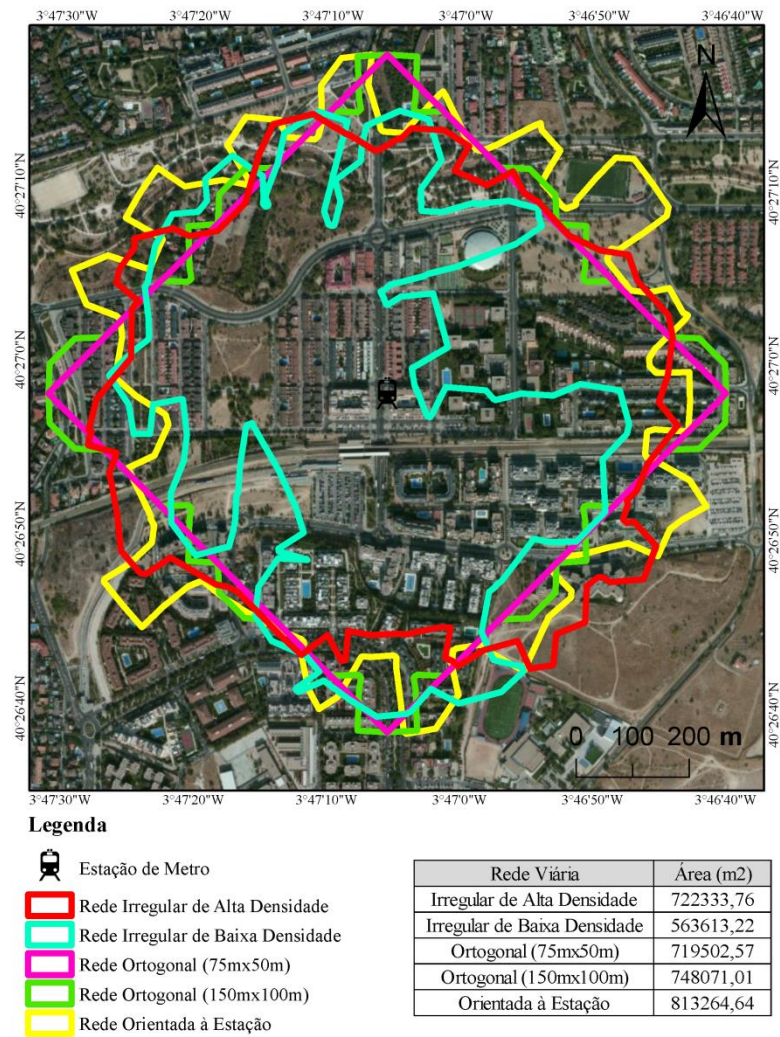 3°47'30"W 3°47'20"W 3°47'10"W 3°47'0"W 3°46'50"W 3°46'40"W
N
40°27'10"N 40°27'10"N
40°27'0"N 40°27'0"N
40°26'50"N 40°26'50"N
40°26'40"N 40°26'40"N
0 100 200 m
3°47'30"W 3°47'20"W 3°47'10"W 3°47'0"W 3°46'50"W 3°46'40"W
Legenda
Estação de Metro
Rede Irregular de Alta Densidade
Rede Irregular de Baixa Densidade
Rede Ortogonal (75mx50m)
Rede Ortogonal (150mx100m)
Rede Orientada à Estação
Rede Viária Área (m2)
Irregular de Alta Densidade 722333,76
Irregular de Baixa Densidade 563613,22
Ortogonal (75mx50m) 719502,57
Ortogonal (150mx100m) 748071,01
Orientada à Estação 813264,64